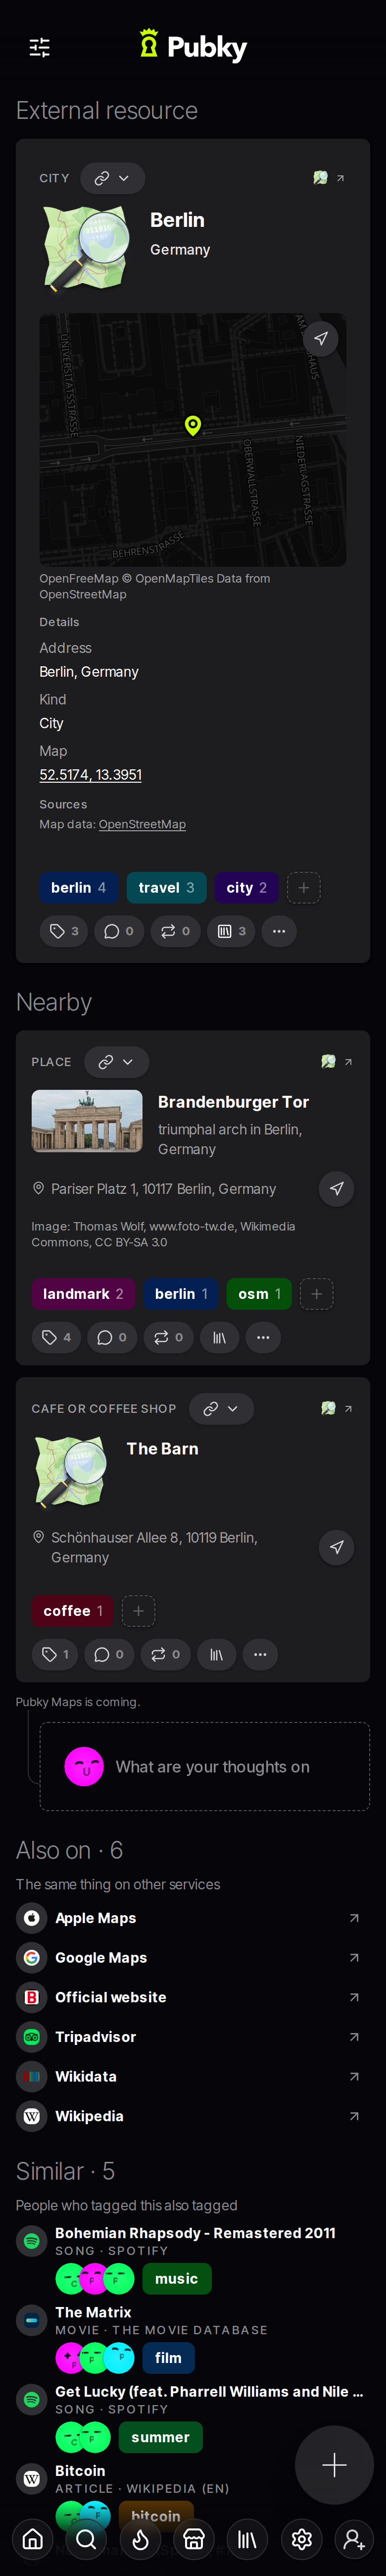 Pubky
External resource
CITY
Berlin
Germany
UNIVERSITÄTSSTRASSE
OBERWALLSTRASSE
NIEDERLAGSTRASSE
BEHRENSTRASSE
OpenFreeMap © OpenMapTiles Data from
OpenStreetMap
Details
Address
Berlin, Germany
Kind
City
Map
52.5174, 13.3951
Sources
Map data: OpenStreetMap
berlin 4 travel 3 city 2
3 0 0 3
Nearby
PLACE
Brandenburger Tor
triumphal arch in Berlin,
Germany
Pariser Platz 1, 10117 Berlin, Germany
Image: Thomas Wolf, www.foto-tw.de, Wikimedia
Commons, CC BY-SA 3.0
landmark 2 berlin 1 osm 1
4 0 0
CAFE OR COFFEE SHOP
The Barn
Schönhauser Allee 8, 10119 Berlin,
Germany
coffee 1
1 0 0
Pubky Maps is coming.
What are your thoughts on
Also on · 6
The same thing on other services
Apple Maps
Google Maps
Official website
Tripadvisor
Wikidata
Wikipedia
Similar · 5
People who tagged this also tagged
Bohemian Rhapsody - Remastered 2011
SONG · SPOTIFY
music
The Matrix
MOVIE · THE MOVIE DATABASE
film
Get Lucky (feat. Pharrell Williams and Nile ...
SONG · SPOTIFY
summer
Bitcoin
ARTICLE · WIKIPEDIA (EN)
bitcoin